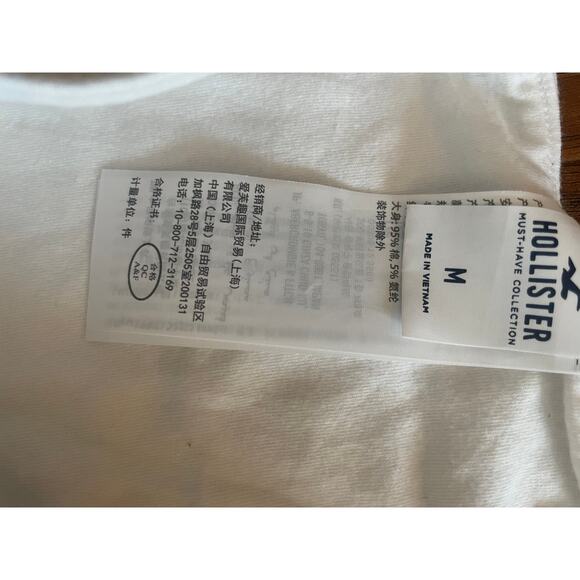 HOLLISTER
MUST-HAVE COLLECTION
M
MADE IN VIETNAM
大身: 95% 棉, 5% 氨纶
装饰物除外
经销商/地址:
爱芙趣国际贸易(上海)
有限公司
中国(上海)自由贸易试验区
加枫路28号5层2505室200131
电话: 10-800-712-3169
合格证书:
合格
QC
A&F
计量单位: 件